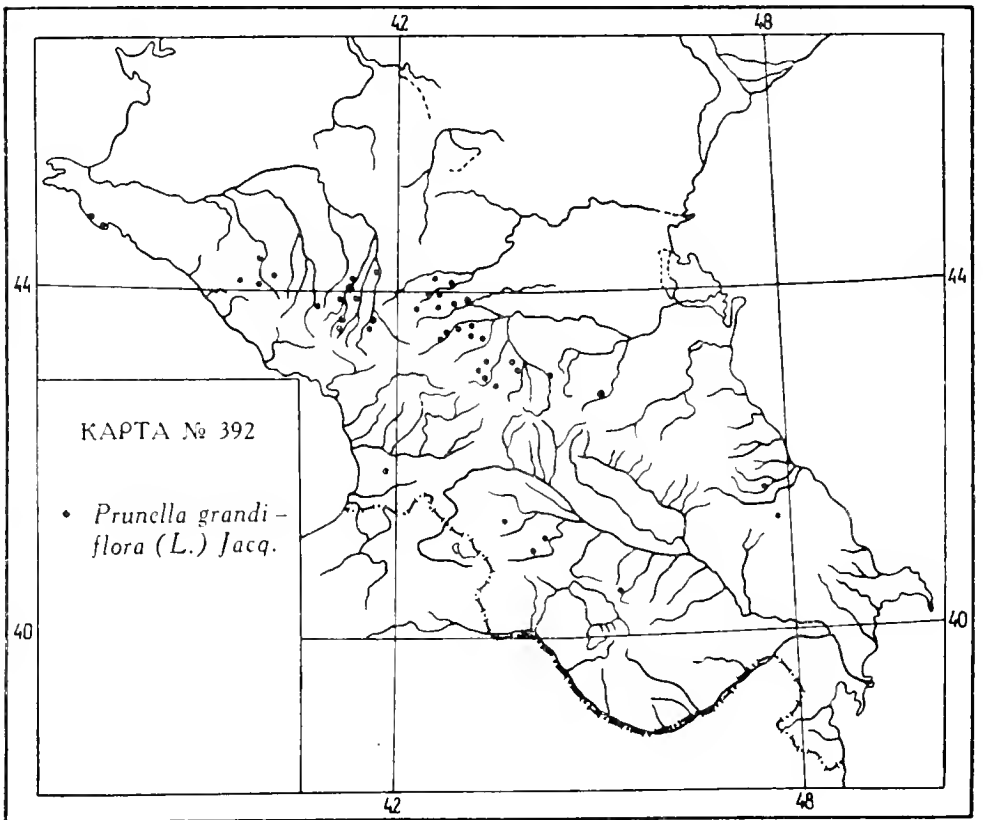 42 48
44 44
КАРТА № 392
• Prunella grandi-
flora (L.) Jacq.
40 40
42 48